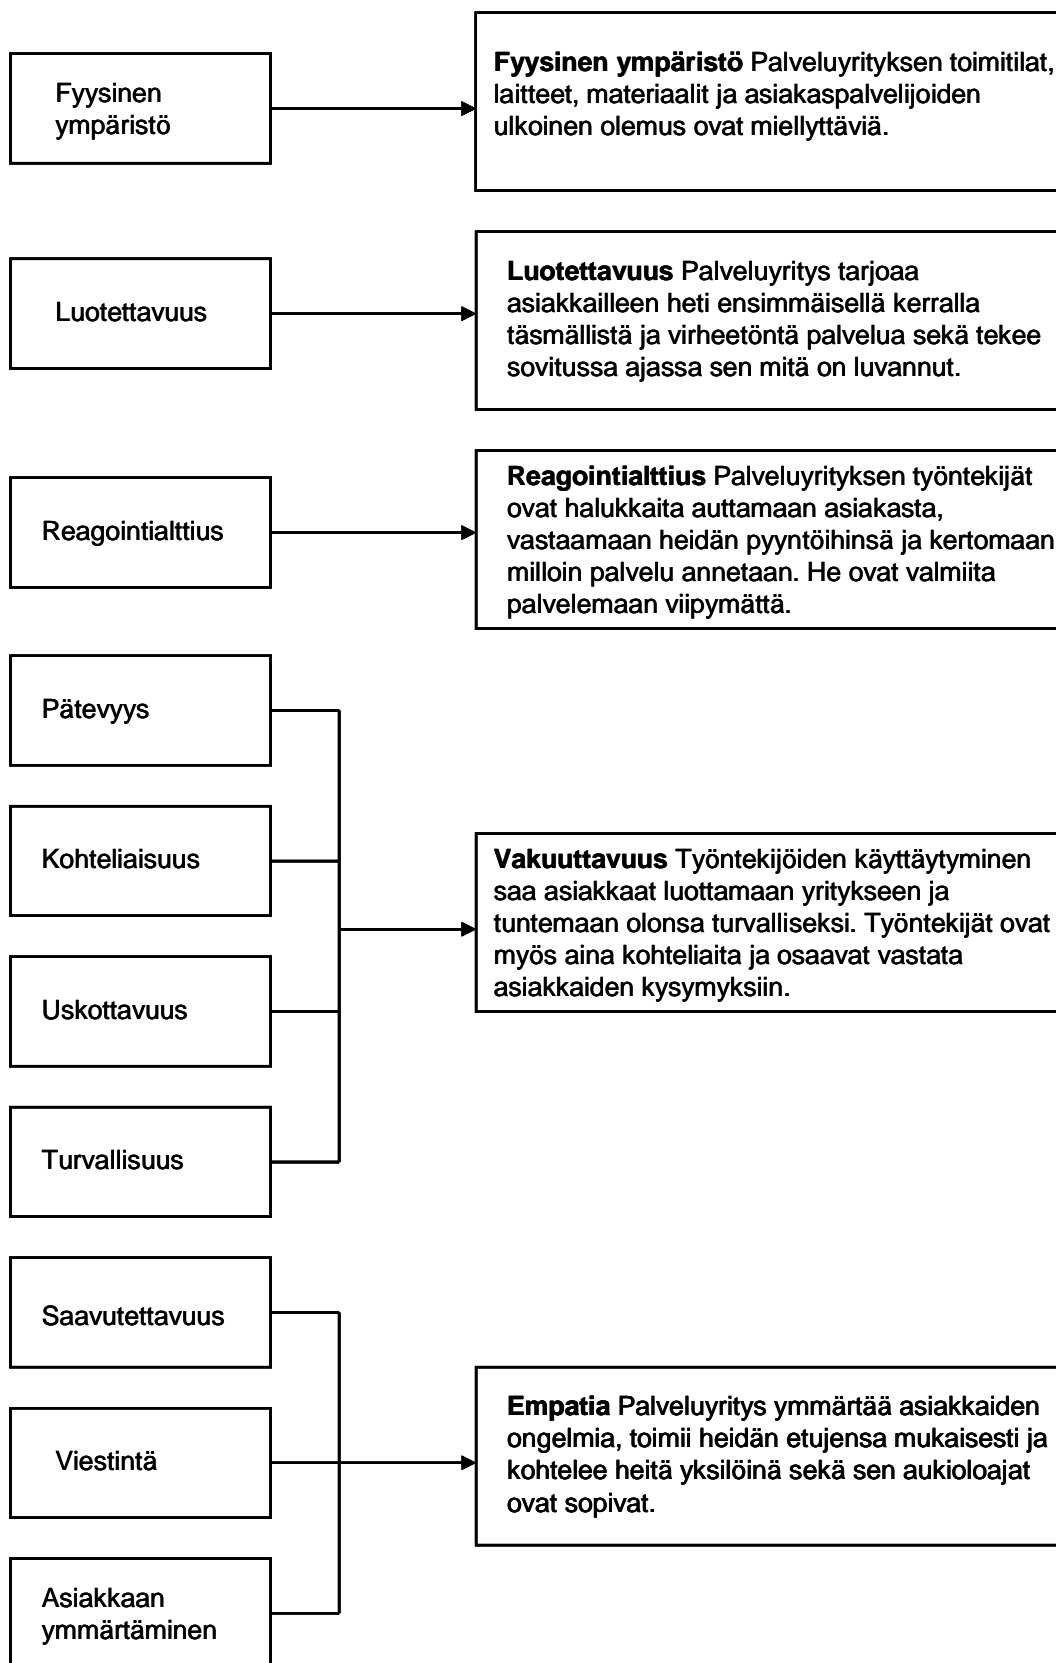 Fyysinen
ympäristö
Fyysinen ympäristö Palveluyrityksen toimitilat,
laitteet, materiaalit ja asiakaspalvelijoiden
ulkoinen olemus ovat miellyttäviä.
Luotettavuus
Luotettavuus Palveluyritys tarjoaa
asiakkailleen heti ensimmäisellä kerralla
täsmällistä ja virheetöntä palvelua sekä tekee
sovitussa ajassa sen mitä on luvannut.
Reagointialttius
Reagointialttius Palveluyrityksen työntekijät
ovat halukkaita auttamaan asiakasta,
vastaamaan heidän pyyntöihinsä ja kertomaan
milloin palvelu annetaan. He ovat valmiita
palvelemaan viipymättä.
Pätevyys
Kohteliaisuus
Uskottavuus
Turvallisuus
Vakuuttavuus Työntekijöiden käyttäytyminen
saa asiakkaat luottamaan yritykseen ja
tuntemaan olonsa turvalliseksi. Työntekijät ovat
myös aina kohteliaita ja osaavat vastata
asiakkaiden kysymyksiin.
Saavutettavuus
Viestintä
Asiakkaan
ymmärtäminen
Empatia Palveluyritys ymmärtää asiakkaiden
ongelmia, toimii heidän etujensa mukaisesti ja
kohtelee heitä yksilöinä sekä sen aukioloajat
ovat sopivat.